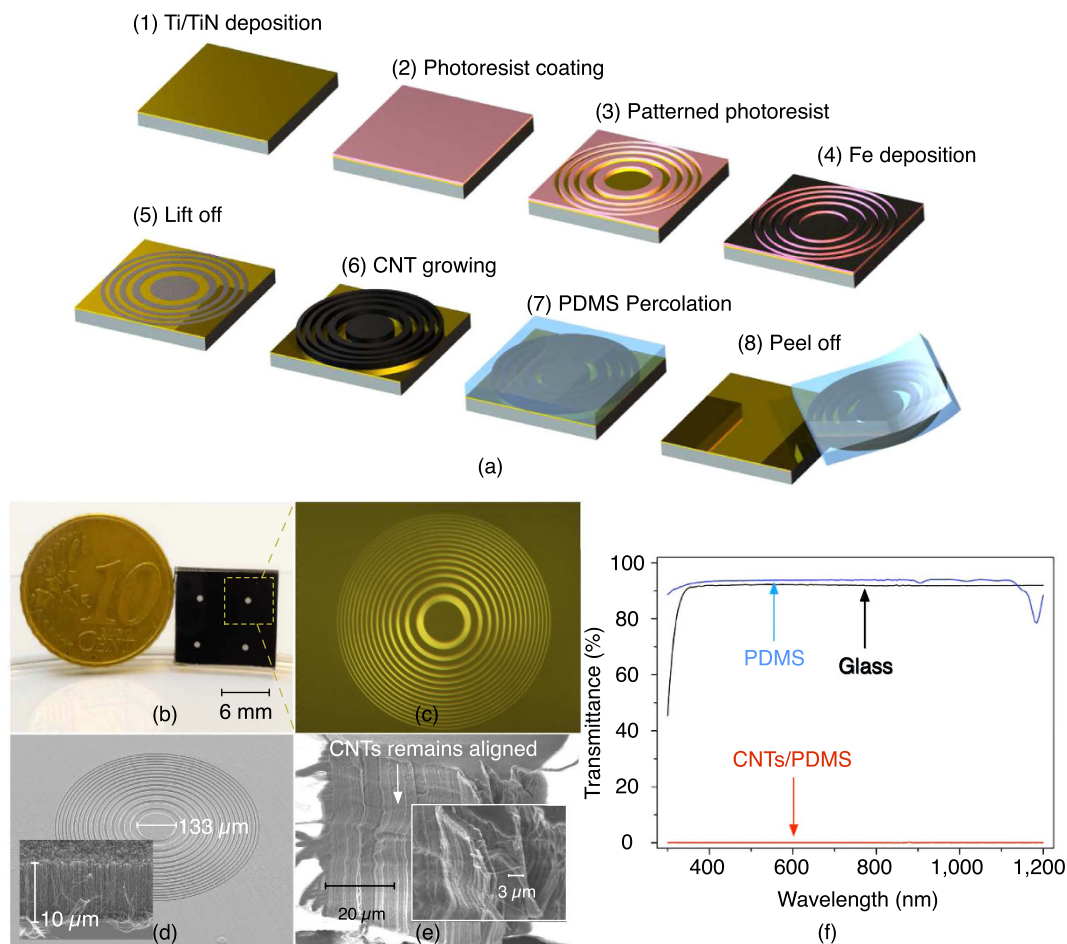 (1) Ti/TiN deposition
(2) Photoresist coating
(3) Patterned photoresist
(4) Fe deposition
(5) Lift off
(6) CNT growing
(7) PDMS Percolation
(8) Peel off
(a)
10
CENT
6 mm
(b)
(c)
133 µm
10 µm
(d)
CNTs remains aligned
20 µm
3 µm
(e)
Transmittance (%)
100
80
60
40
20
0
PDMS
Glass
CNTs/PDMS
400
600
800
1,000
1,200
Wavelength (nm)
(f)